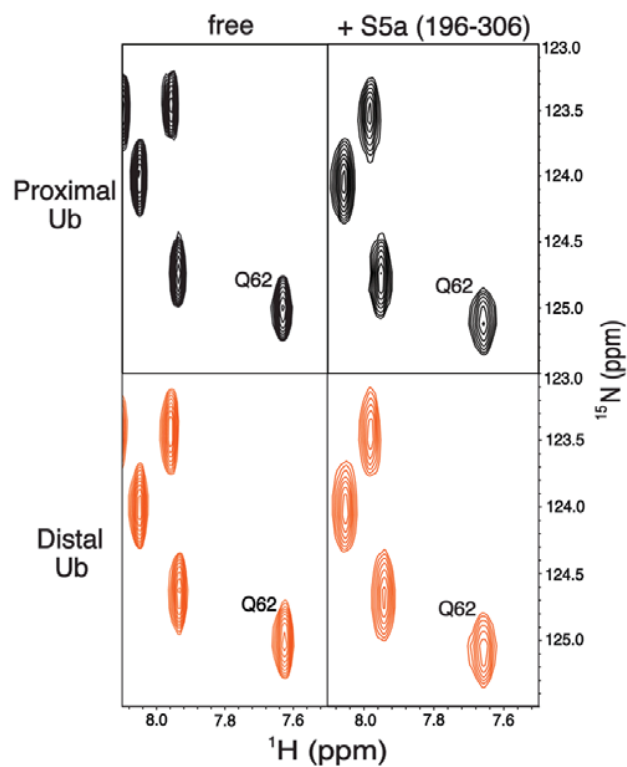 free
+ S5a (196-306)
Proximal
Ub
Q62
Q62
123.0
123.5
124.0
124.5
125.0
Distal
Ub
Q62
Q62
123.0
123.5
124.0
124.5
125.0
¹⁵N (ppm)
8.0 7.8 7.6 8.0 7.8 7.6
¹H (ppm)